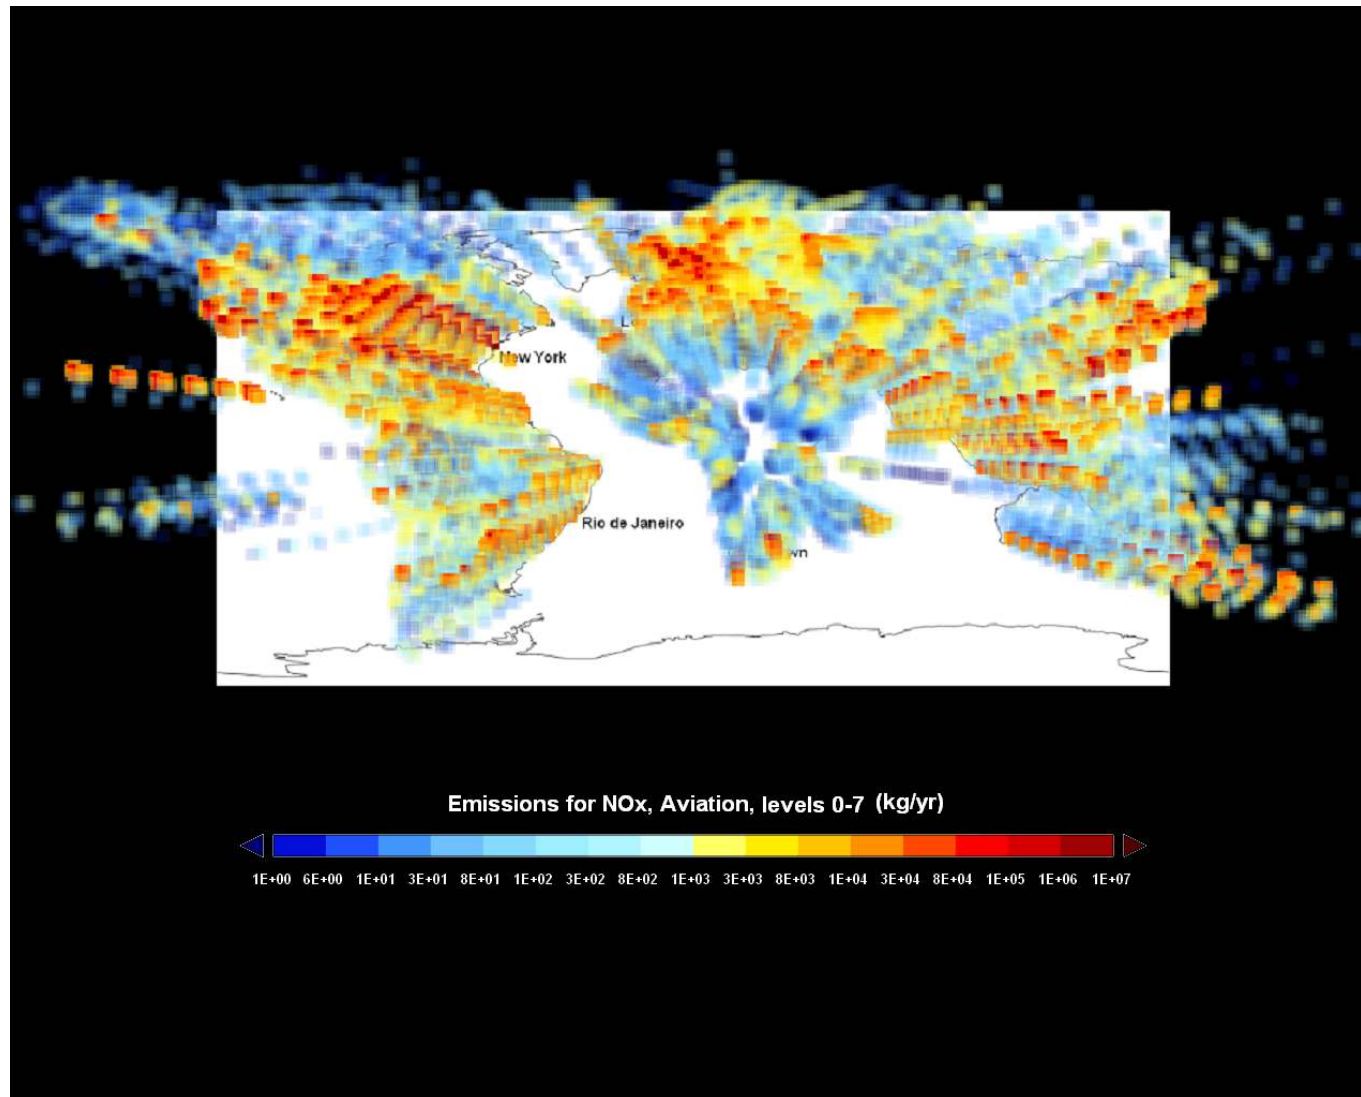 New York
Rio de Janeiro
Emissions for NOx, Aviation, levels 0-7 (kg/yr)
1E+00 6E+00 1E+01 3E+01 8E+01 1E+02 3E+02 8E+02 1E+03 3E+03 8E+03 1E+04 3E+04 8E+04 1E+05 1E+06 1E+07